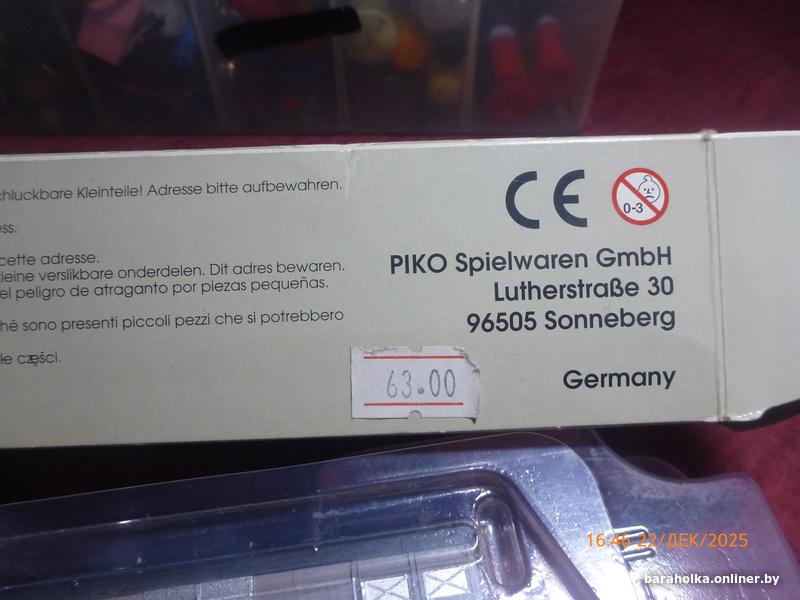 chluckbare Kleinteile! Adresse bitte aufbewahren.
ss.
cette adresse.
kleine verslikbare onderdelen. Dit adres bewaren.
el peligro de atraganto por piezas pequeñas.
hé sono presenti piccoli pezzi che si potrebbero
łe części.
CE
0-3
PIKO Spielwaren GmbH
Lutherstraße 30
96505 Sonneberg
Germany
63.00
16:46 22/ДЕК/2025
baraholka.onliner.by